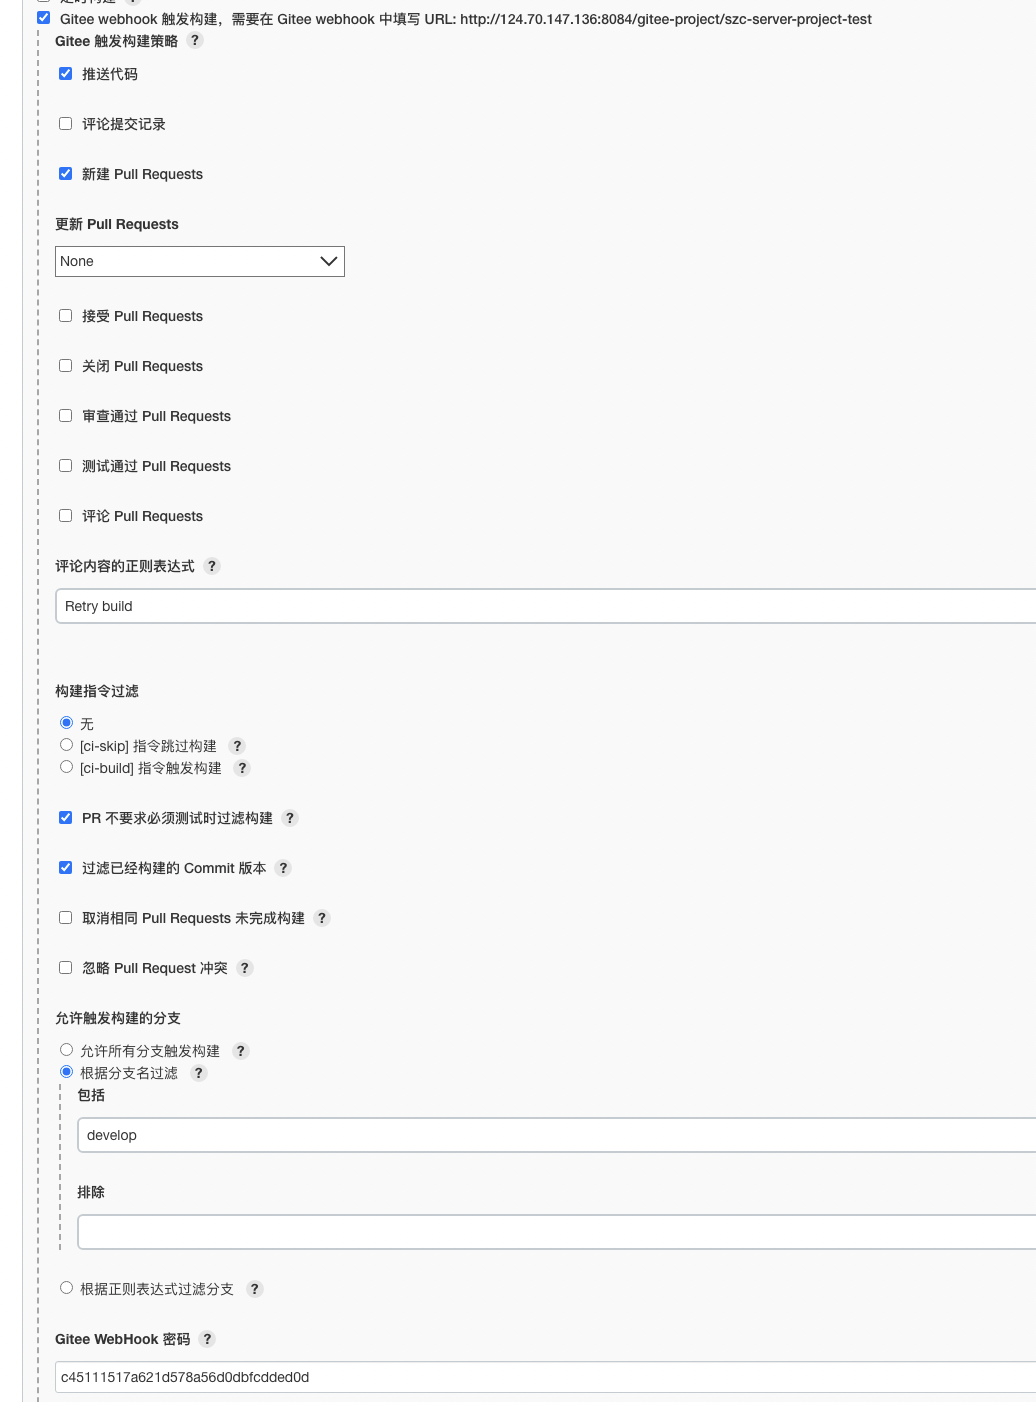 Gitee webhook 触发构建，需要在 Gitee webhook 中填写 URL: http://124.70.147.136:8084/gitee-project/szc-server-project-test
Gitee 触发构建策略 ?
推送代码
评论提交记录
新建 Pull Requests
更新 Pull Requests
None
接受 Pull Requests
关闭 Pull Requests
审查通过 Pull Requests
测试通过 Pull Requests
评论 Pull Requests
评论内容的正则表达式 ?
Retry build
构建指令过滤
无
[ci-skip] 指令跳过构建 ?
[ci-build] 指令触发构建 ?
PR 不要求必须测试时过滤构建 ?
过滤已经构建的 Commit 版本 ?
取消相同 Pull Requests 未完成构建 ?
忽略 Pull Request 冲突 ?
允许触发构建的分支
允许所有分支触发构建 ?
根据分支名过滤 ?
包括
develop
排除
根据正则表达式过滤分支 ?
Gitee WebHook 密码 ?
c45111517a621d578a56d0dbfcdded0d